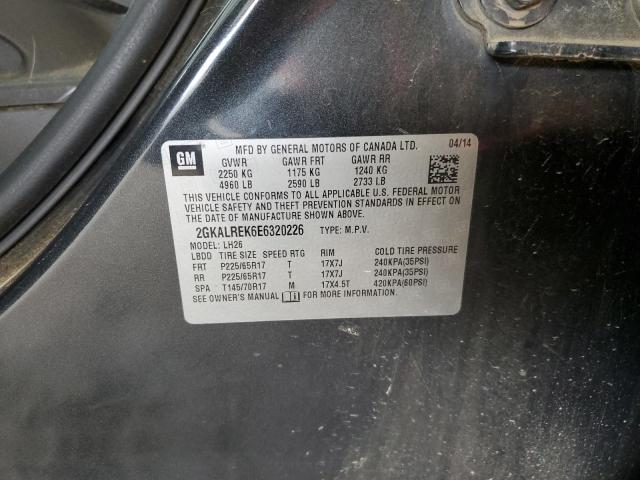 GM
MFD BY GENERAL MOTORS OF CANADA LTD. 04/14
GVWR GAWR FRT GAWR RR
2250 KG 1175 KG 1240 KG
4960 LB 2590 LB 2733 LB
THIS VEHICLE CONFORMS TO ALL APPLICABLE U.S. FEDERAL MOTOR
VEHICLE SAFETY AND THEFT PREVENTION STANDARDS IN EFFECT ON
THE DATE OF MANUFACTURE SHOWN ABOVE.
2GKALREK6E6320226 TYPE: M.P.V.
MODEL: LH26
LBDD TIRE SIZE SPEED RTG RIM COLD TIRE PRESSURE
FRT P225/65R17 T 17X7J 240KPA(35PSI)
RR P225/65R17 T 17X7J 240KPA(35PSI)
SPA T145/70R17 M 17X4.5T 420KPA(60PSI)
SEE OWNER'S MANUAL FOR MORE INFORMATION.